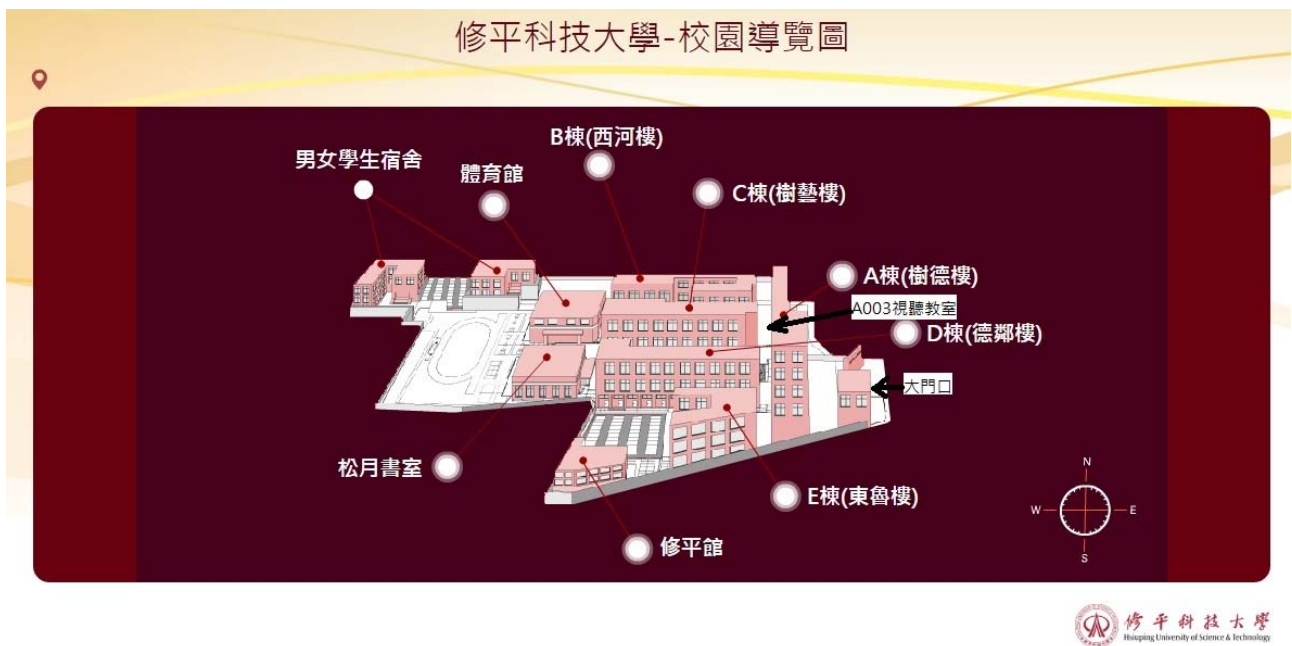 修平科技大學-校園導覽圖
B棟(西河樓)
男女學生宿舍
體育館
C棟(樹藝樓)
A棟(樹德樓)
A003視聽教室
D棟(德鄰樓)
大門口
松月書室
E棟(東魯樓)
修平館
N
W
E
S
修平科技大學
Hsiuping University of Science & Technology